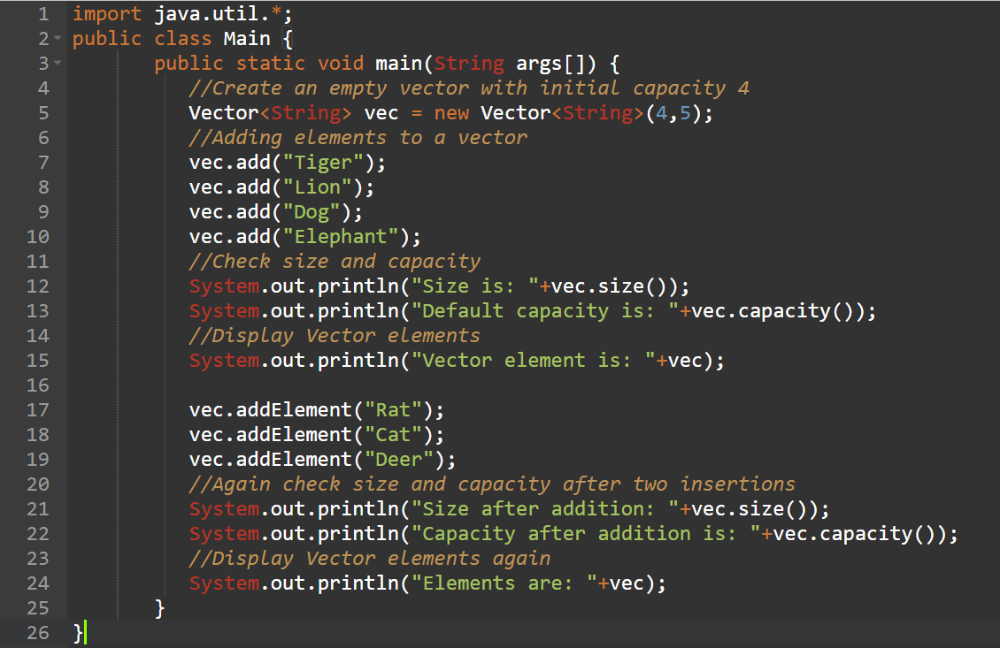 1 import java.util.*;
2 public class Main {
3 public static void main(String args[]) {
4 //Create an empty vector with initial capacity 4
5 Vector<String> vec = new Vector<String>(4,5);
6 //Adding elements to a vector
7 vec.add("Tiger");
8 vec.add("Lion");
9 vec.add("Dog");
10 vec.add("Elephant");
11 //Check size and capacity
12 System.out.println("Size is: "+vec.size());
13 System.out.println("Default capacity is: "+vec.capacity());
14 //Display Vector elements
15 System.out.println("Vector element is: "+vec);
16
17 vec.addElement("Rat");
18 vec.addElement("Cat");
19 vec.addElement("Deer");
20 //Again check size and capacity after two insertions
21 System.out.println("Size after addition: "+vec.size());
22 System.out.println("Capacity after addition is: "+vec.capacity());
23 //Display Vector elements again
24 System.out.println("Elements are: "+vec);
25 }
26 }